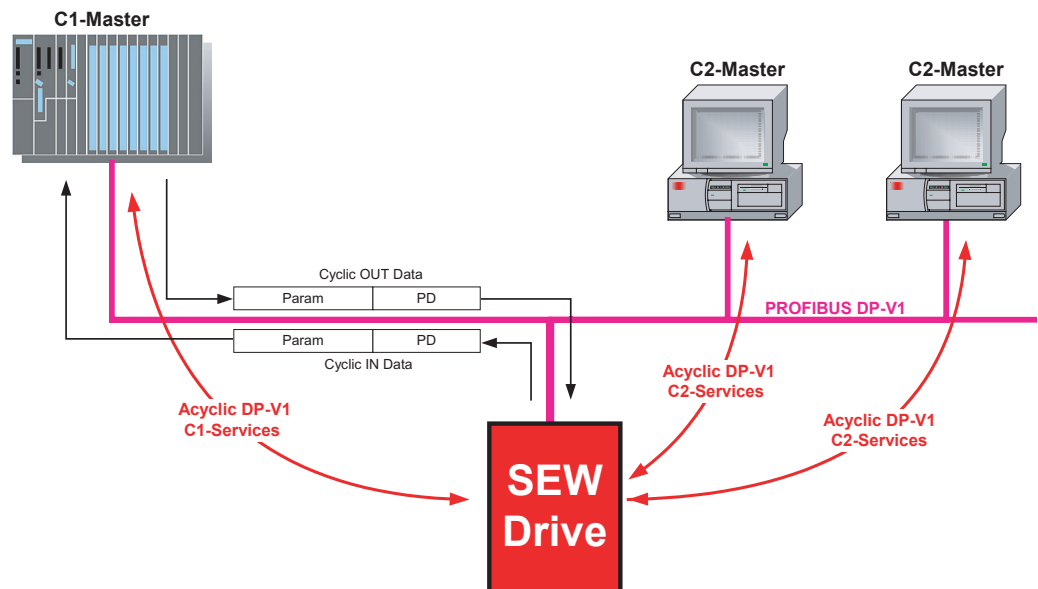 C1-Master
C2-Master
C2-Master
Cyclic OUT Data
Param
PD
PROFIBUS DP-V1
Param
PD
Cyclic IN Data
Acyclic DP-V1
C2-Services
Acyclic DP-V1
C1-Services
Acyclic DP-V1
C2-Services
SEW
Drive